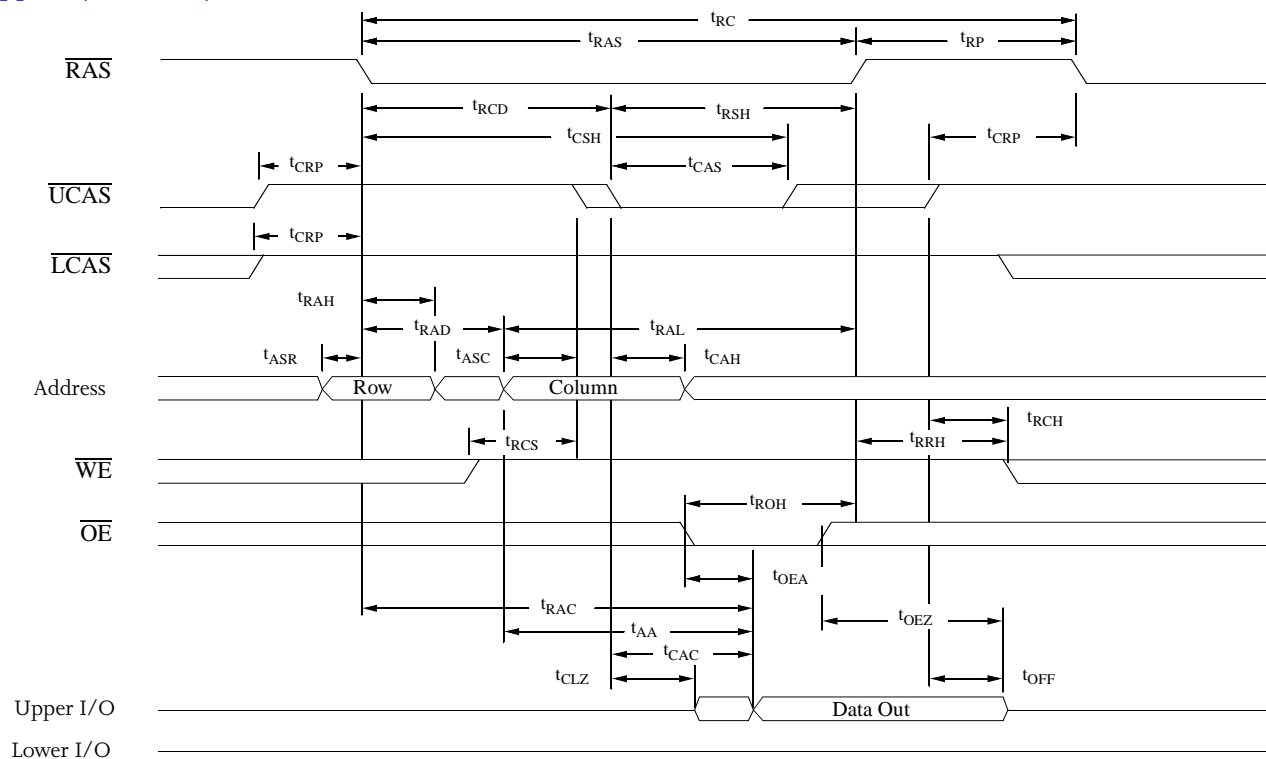 tRC
tRAS tRP
RAS
tRCD tRSH
tCSH tCRP
tCRP tCAS
UCAS
tCRP
LCAS
tRAH
tRAD tRAL
tASR tASC tCAH
Address Row Column
tRCH
tRCS tRRH
WE
tROH
OE
tOEA
tRAC tOEZ
tAA
tCAC
tCLZ tOFF
Upper I/O Data Out
Lower I/O